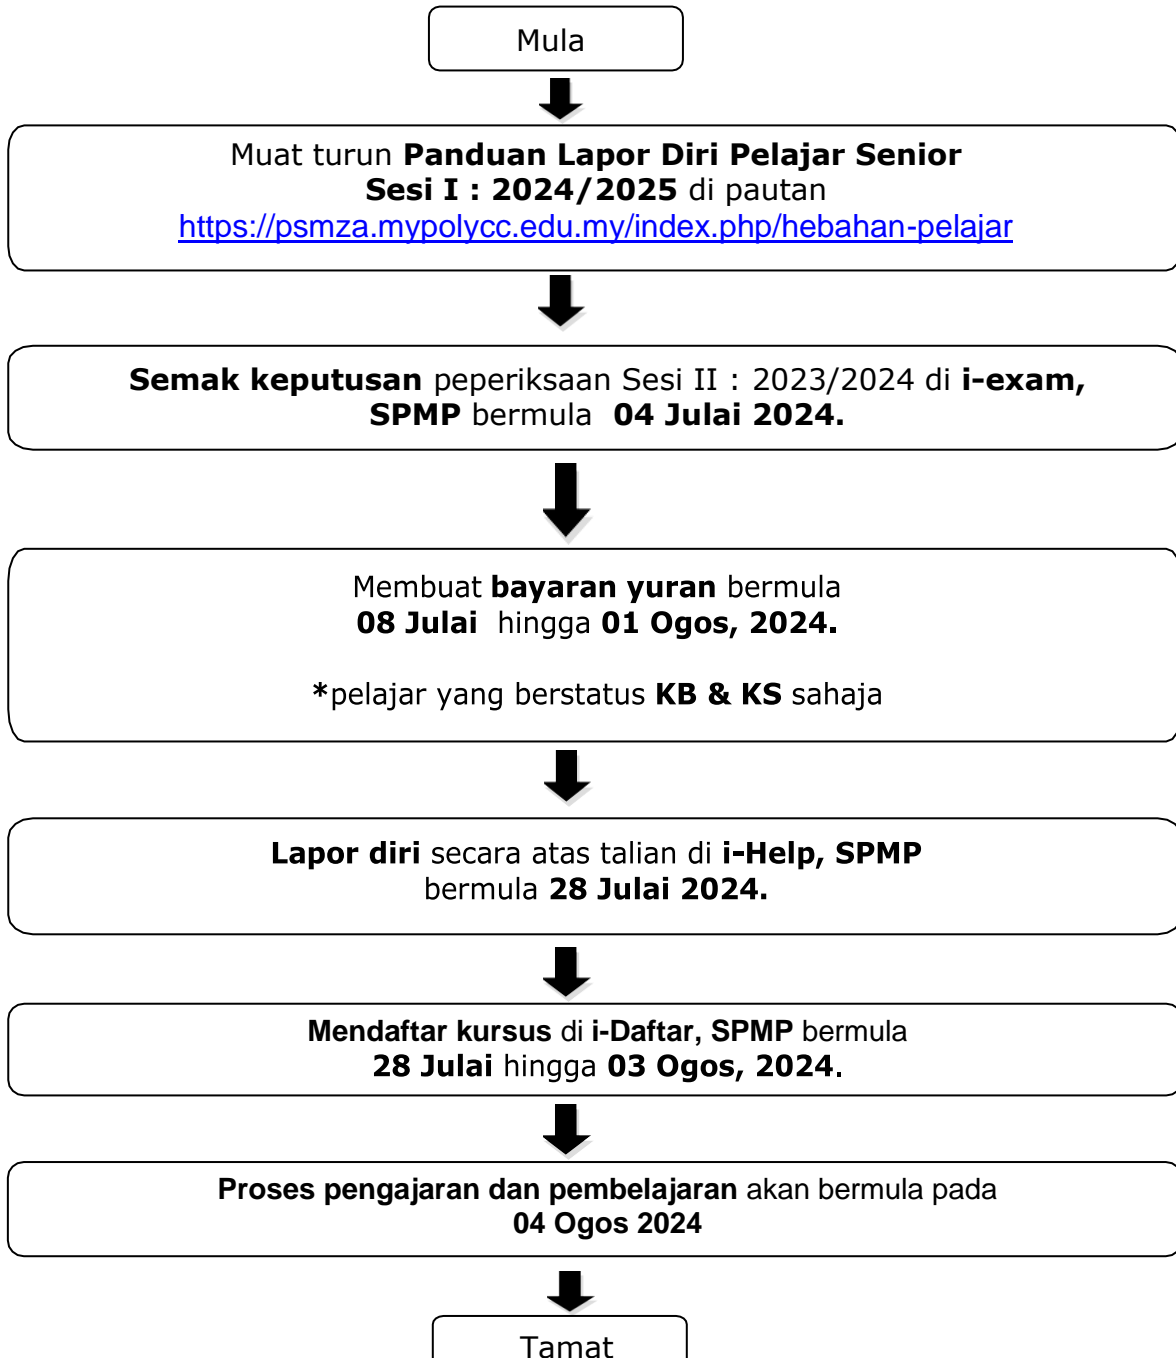 Mula
Muat turun Panduan Lapor Diri Pelajar Senior
Sesi I : 2024/2025 di pautan
https://psmza.mypolycc.edu.my/index.php/hebahan-pelajar
Semak keputusan peperiksaan Sesi II : 2023/2024 di i-exam,
SPMP bermula 04 Julai 2024.
Membuat bayaran yuran bermula
08 Julai hingga 01 Ogos, 2024.
*pelajar yang berstatus KB & KS sahaja
Lapor diri secara atas talian di i-Help, SPMP
bermula 28 Julai 2024.
Mendaftar kursus di i-Daftar, SPMP bermula
28 Julai hingga 03 Ogos, 2024.
Proses pengajaran dan pembelajaran akan bermula pada
04 Ogos 2024
Tamat